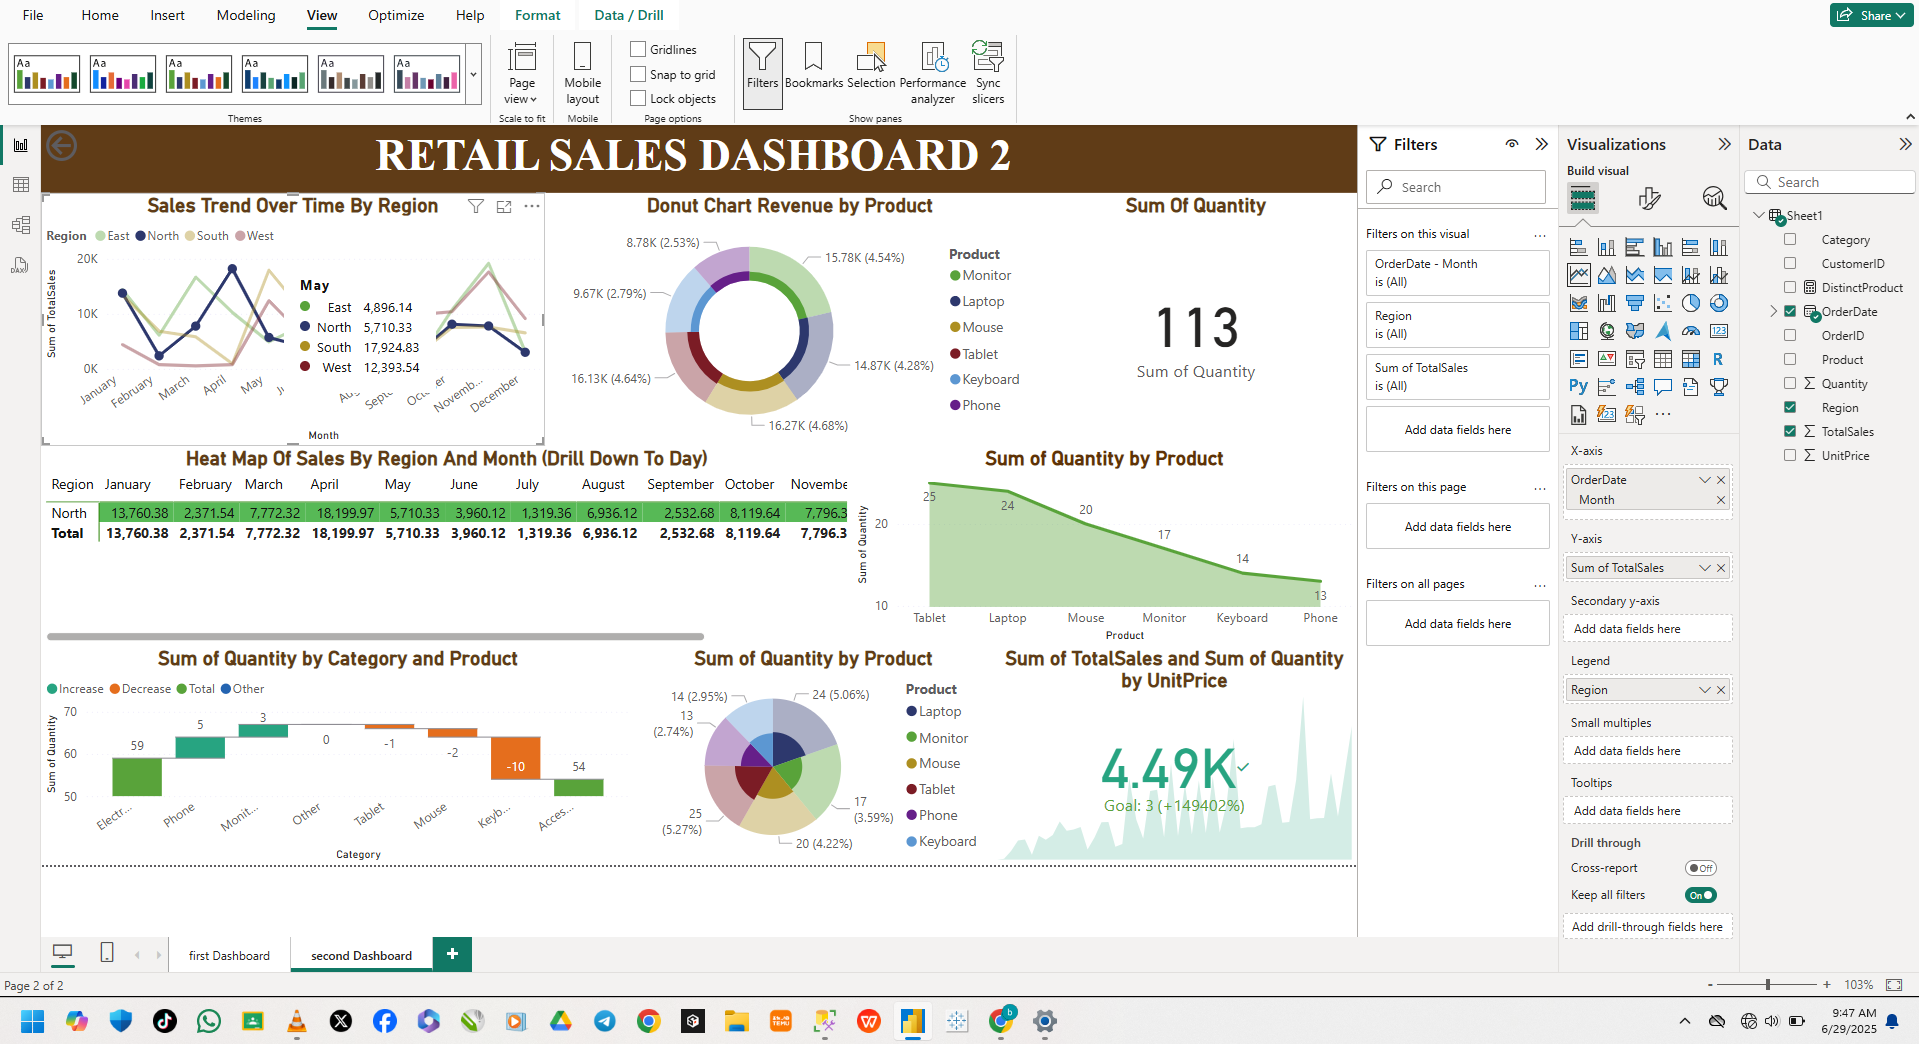 File Home Insert Modeling View Optimize Help Format Data / Drill Share
Aa Aa Aa Aa Aa Aa
Page view
Mobile layout
Gridlines
Snap to grid
Lock objects
Filters
Bookmarks
Selection
Performance analyzer
Sync slicers
Themes Scale to fit Mobile Page options Show panes
RETAIL SALES DASHBOARD 2
Sales Trend Over Time By Region
Region East North South West
Sum of TotalSales
20K
10K
0K
May
East 4,896.14
North 5,710.33
South 17,924.83
West 12,393.54
January February March April May Novemb... December
Month
Donut Chart Revenue by Product
8.78K (2.53%)
15.78K (4.54%)
9.67K (2.79%)
14.87K (4.28%)
16.13K (4.64%)
16.27K (4.68%)
Product
Monitor
Laptop
Mouse
Tablet
Keyboard
Phone
Sum Of Quantity
113
Sum of Quantity
Heat Map Of Sales By Region And Month (Drill Down To Day)
Region January February March April May June July August September October Novembe
North 13,760.38 2,371.54 7,772.32 18,199.97 5,710.33 3,960.12 1,319.36 6,936.12 2,532.68 8,119.64 7,796.3
Total 13,760.38 2,371.54 7,772.32 18,199.97 5,710.33 3,960.12 1,319.36 6,936.12 2,532.68 8,119.64 7,796.3
Sum of Quantity by Product
Sum of Quantity
20
10
25 24 20 17 14 13
Tablet Laptop Mouse Monitor Keyboard Phone
Product
Sum of Quantity by Category and Product
Increase Decrease Total Other
Sum of Quantity
70
60
50
59 5 3 0 -1 -2 -10 54
Electr... Phone Monit... Other Tablet Mouse Keyb... Acces...
Category
Sum of Quantity by Product
14 (2.95%)
24 (5.06%)
13
(2.74%)
17
(3.59%)
25
(5.27%)
20 (4.22%)
Product
Laptop
Monitor
Mouse
Tablet
Phone
Keyboard
Sum of TotalSales and Sum of Quantity
by UnitPrice
4.49K
Goal: 3 (+149402%)
Filters
Search
Filters on this visual ...
OrderDate - Month
is (All)
Region
is (All)
Sum of TotalSales
is (All)
Add data fields here
Filters on this page ...
Add data fields here
Filters on all pages ...
Add data fields here
Visualizations
Build visual
R
Py
123
123
...
X-axis
OrderDate
Month
Y-axis
Sum of TotalSales
Secondary y-axis
Add data fields here
Legend
Region
Small multiples
Add data fields here
Tooltips
Add data fields here
Drill through
Cross-report Off
Keep all filters On
Add drill-through fields here
Data
Search
Sheet1
Category
CustomerID
DistinctProduct
OrderDate
OrderID
Product
Σ Quantity
Region
Σ TotalSales
Σ UnitPrice
first Dashboard second Dashboard +
Page 2 of 2
- + 103%
9:47 AM
6/29/2025